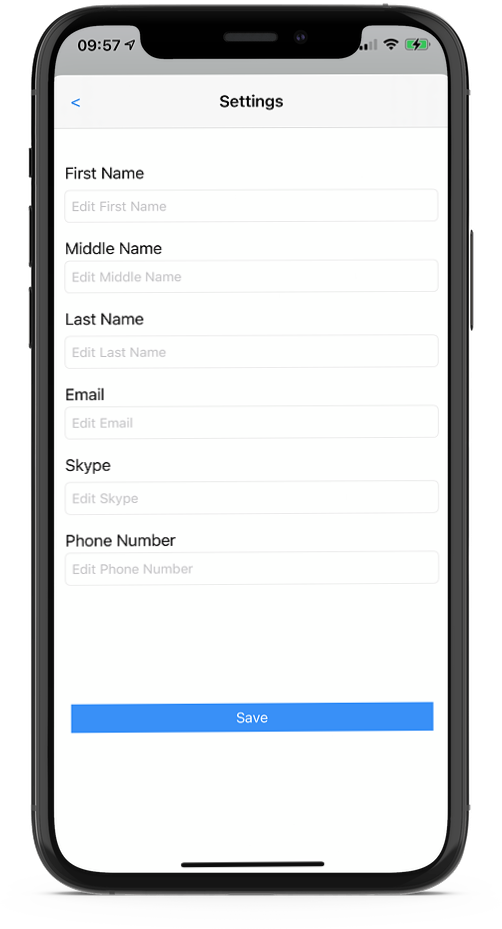 09:57
<
Settings
First Name
Edit First Name
Middle Name
Edit Middle Name
Last Name
Edit Last Name
Email
Edit Email
Skype
Edit Skype
Phone Number
Edit Phone Number
Save